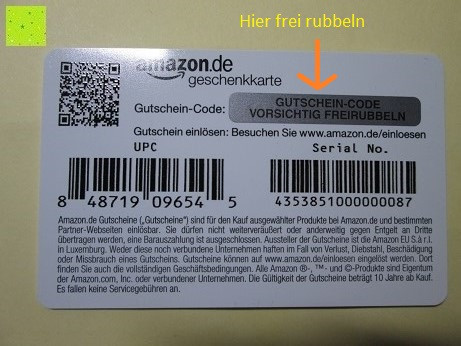 Hier frei rubbeln
amazon.de
geschenkkarte
Gutschein-Code:
GUTSCHEIN-CODE
VORSICHTIG FREIRUBBELN
Gutschein einlösen: Besuchen Sie www.amazon.de/einloesen
UPC
Serial No.
8 48719 09654 5
4353851000000087
Amazon.de Gutscheine („Gutscheine") sind für den Kauf ausgewählter Produkte bei Amazon.de und bestimmten
Partner-Webseiten einlösbar. Sie dürfen nicht weiterveräußert oder anderweitig gegen Entgelt an Dritte
übertragen werden, eine Barauszahlung ist ausgeschlossen. Aussteller der Gutscheine ist die Amazon EU S.à r.l.
in Luxemburg. Weder diese noch verbundene Unternehmen haften im Fall von Verlust, Diebstahl, Beschädigung
oder Missbrauch eines Gutscheins. Gutscheine können auf www.amazon.de/einloesen eingelöst werden. Dort
finden Sie auch die vollständigen Geschäftsbedingungen. Alle Amazon ®-, ™- und ©-Produkte sind Eigentum
der Amazon.com, Inc. oder verbundener Unternehmen. Die Gültigkeit der Gutscheine beträgt 10 Jahre ab Kauf.
Es fallen keine Servicegebühren an.